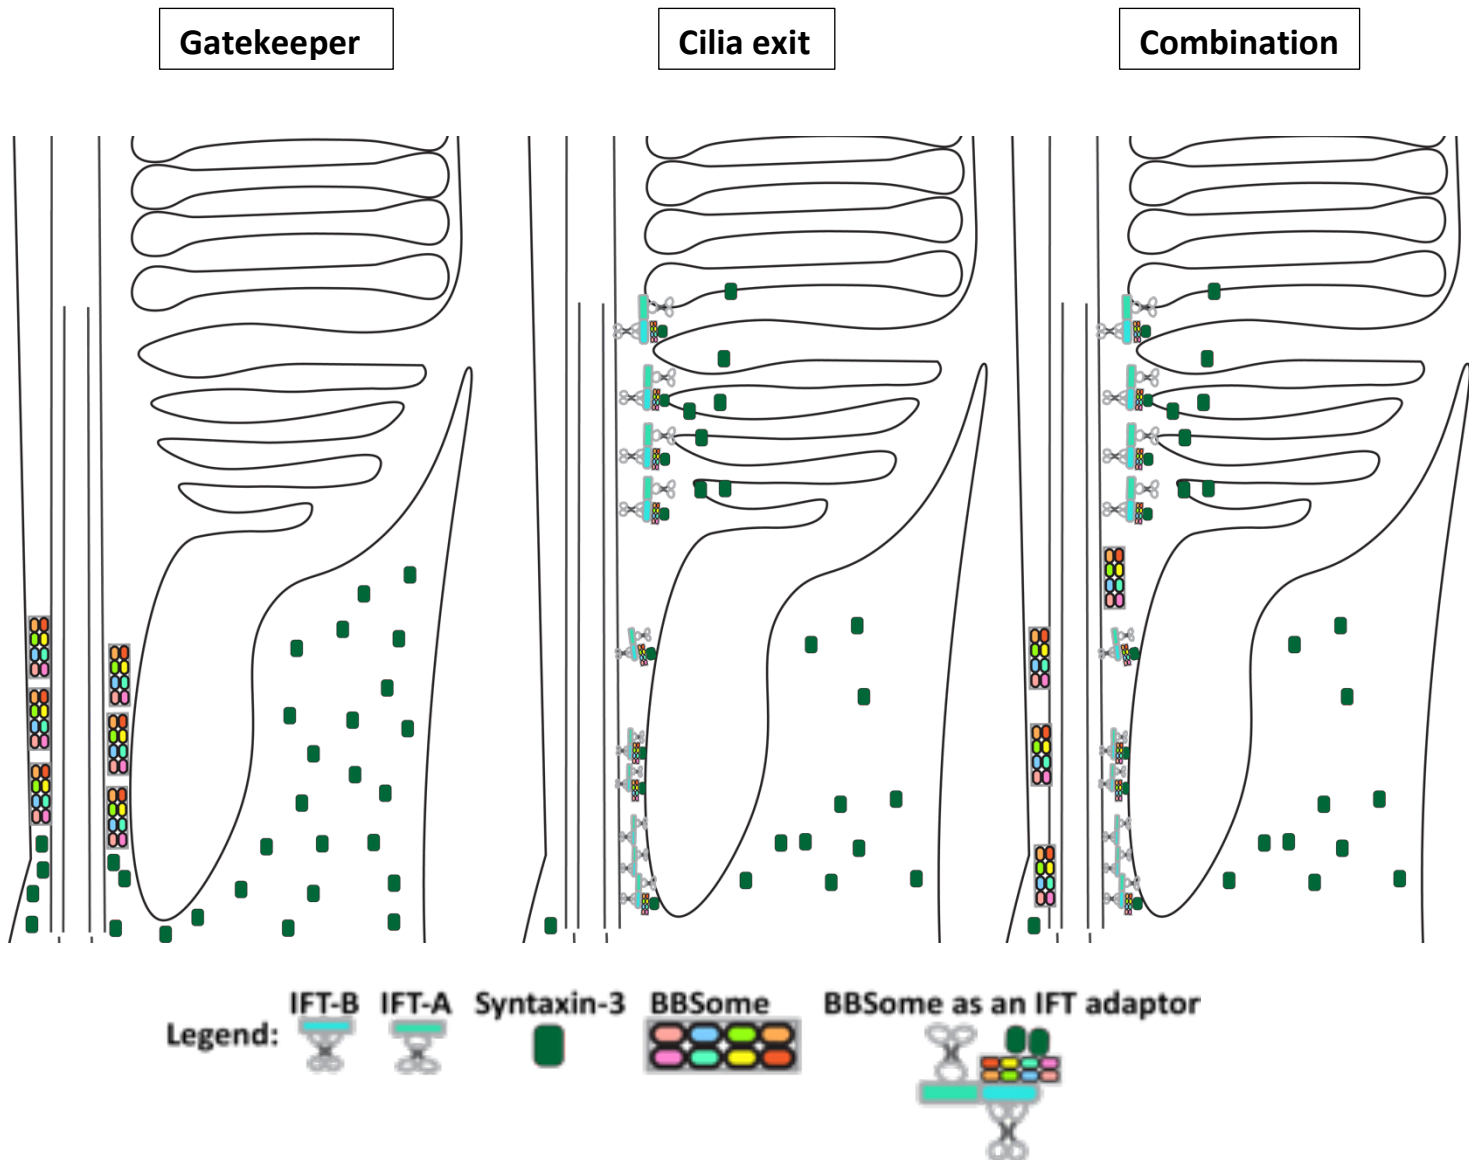 Gatekeeper
Cilia exit
Combination
Legend:
IFT-B
IFT-A
Syntaxin-3
BBSome
BBSome as an IFT adaptor